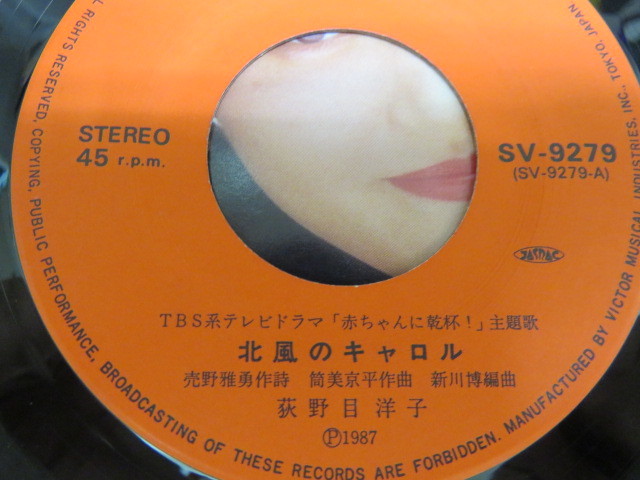 STEREO
45 r.p.m.
SV-9279
(SV-9279-A)
JASRAC
TBS系テレビドラマ「赤ちゃんに乾杯!」主題歌
北風のキャロル
売野雅勇作詩 筒美京平作曲 新川博編曲
荻野目洋子
Ⓟ1987
ALL RIGHTS RESERVED. COPYING, PUBLIC PERFORMANCE, BROADCASTING OF THESE RECORDS ARE FORBIDDEN. MANUFACTURED BY VICTOR MUSICAL INDUSTRIES, INC. TOKYO, JAPAN